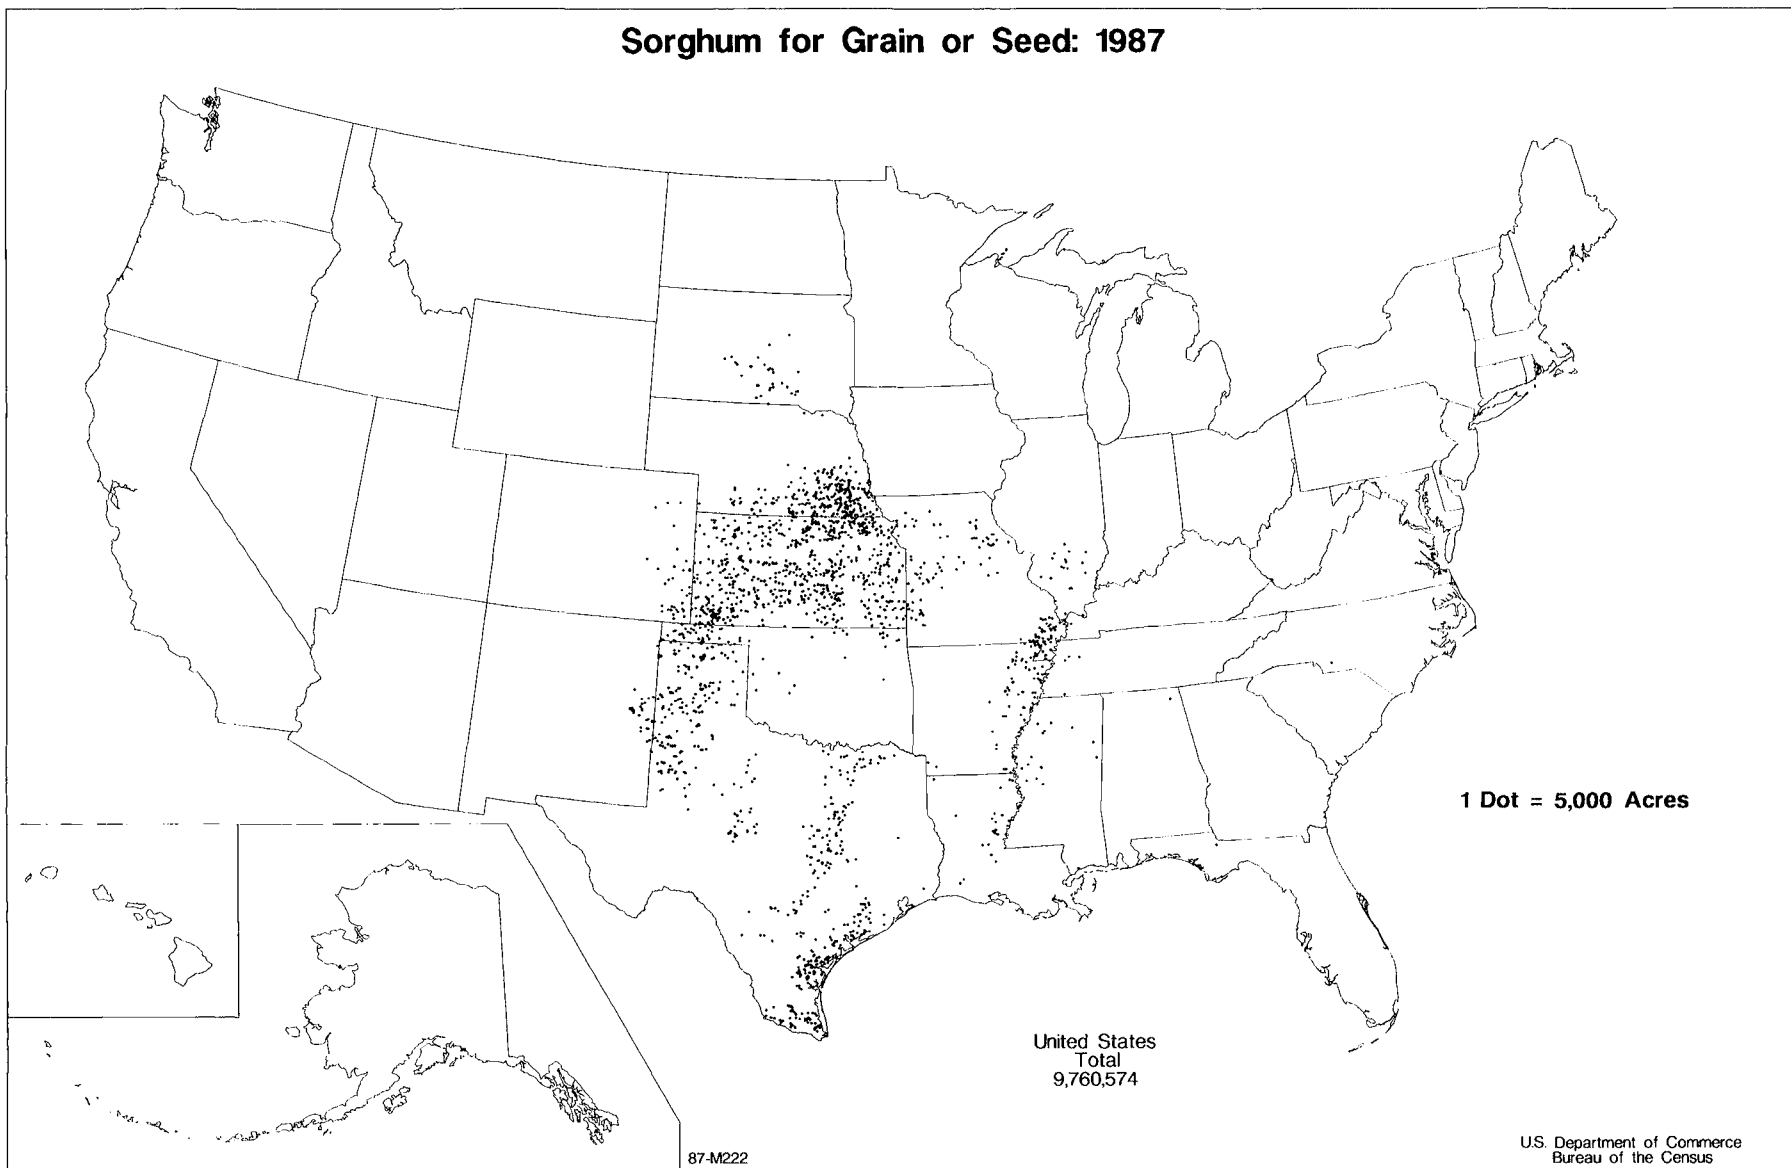 Sorghum for Grain or Seed: 1987
1 Dot = 5,000 Acres
United States
Total
9,760,574
87-M222
U.S. Department of Commerce
Bureau of the Census